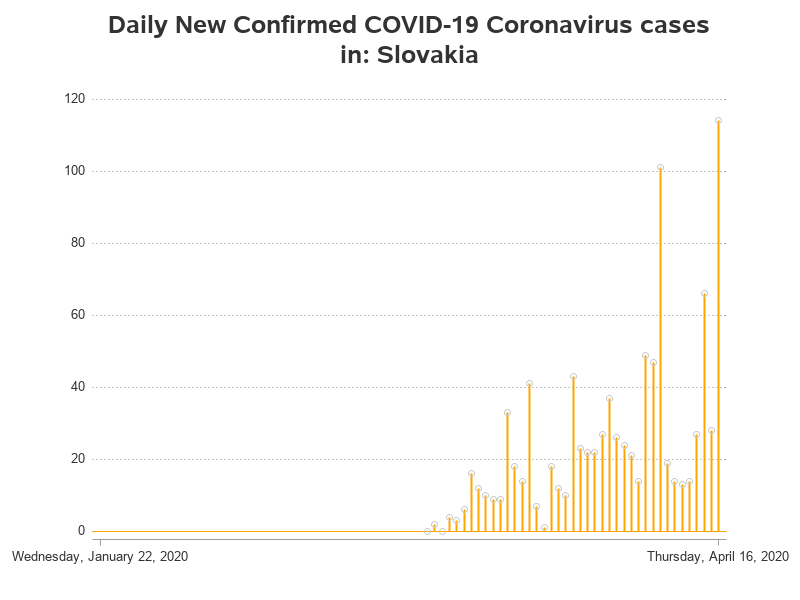 Daily New Confirmed COVID-19 Coronavirus cases
in: Slovakia
120
100
80
60
40
20
0
Wednesday, January 22, 2020
Thursday, April 16, 2020